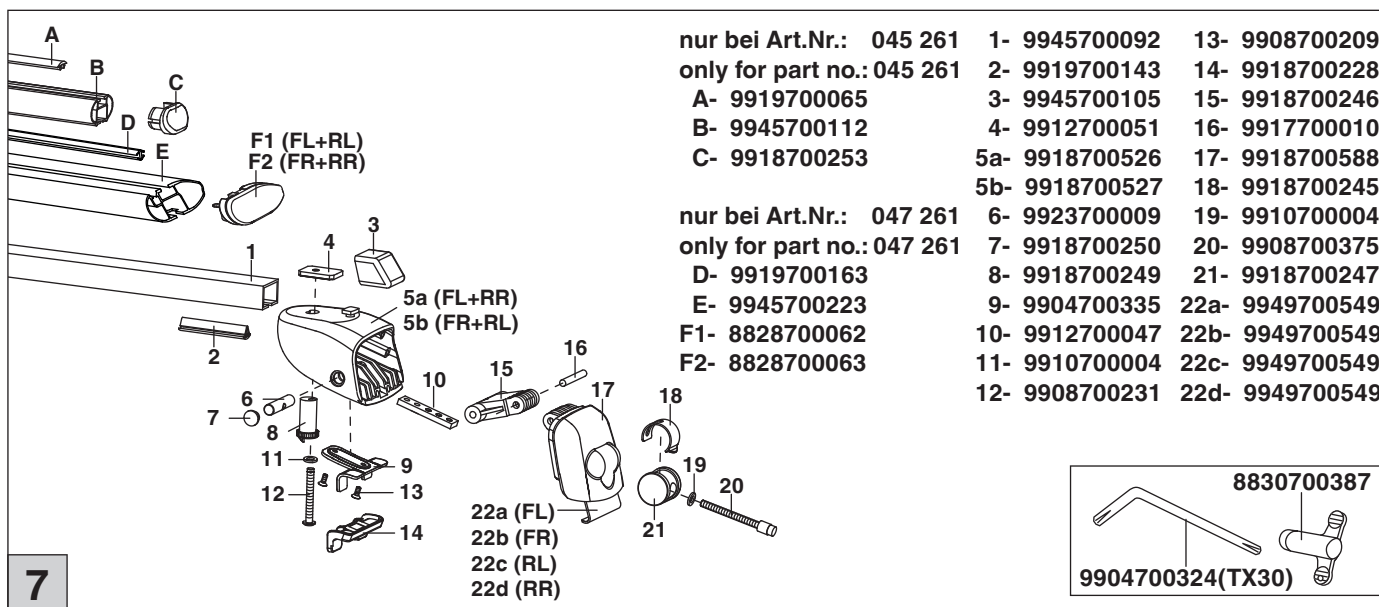 A
B
C
D
E
F1 (FL+RL)
F2 (FR+RR)
1
2
3
4
5a (FL+RR)
5b (FR+RL)
6
7
8
9
10
11
12
13
14
15
16
17
18
19
20
21
22a (FL)
22b (FR)
22c (RL)
22d (RR)
7
nur bei Art.Nr.: 045 261
only for part no.: 045 261
A- 9919700065
B- 9945700112
C- 9918700253
nur bei Art.Nr.: 047 261
only for part no.: 047 261
D- 9919700163
E- 9945700223
F1- 8828700062
F2- 8828700063
1- 9945700092
2- 9919700143
3- 9945700105
4- 9912700051
5a- 9918700526
5b- 9918700527
6- 9923700009
7- 9918700250
8- 9918700249
9- 9904700335
10- 9912700047
11- 9910700004
12- 9908700231
13- 9908700209
14- 9918700228
15- 9918700246
16- 9917700010
17- 9918700588
18- 9918700245
19- 9910700004
20- 9908700375
21- 9918700247
22a- 9949700549
22b- 9949700549
22c- 9949700549
22d- 9949700549
8830700387
9904700324(TX30)